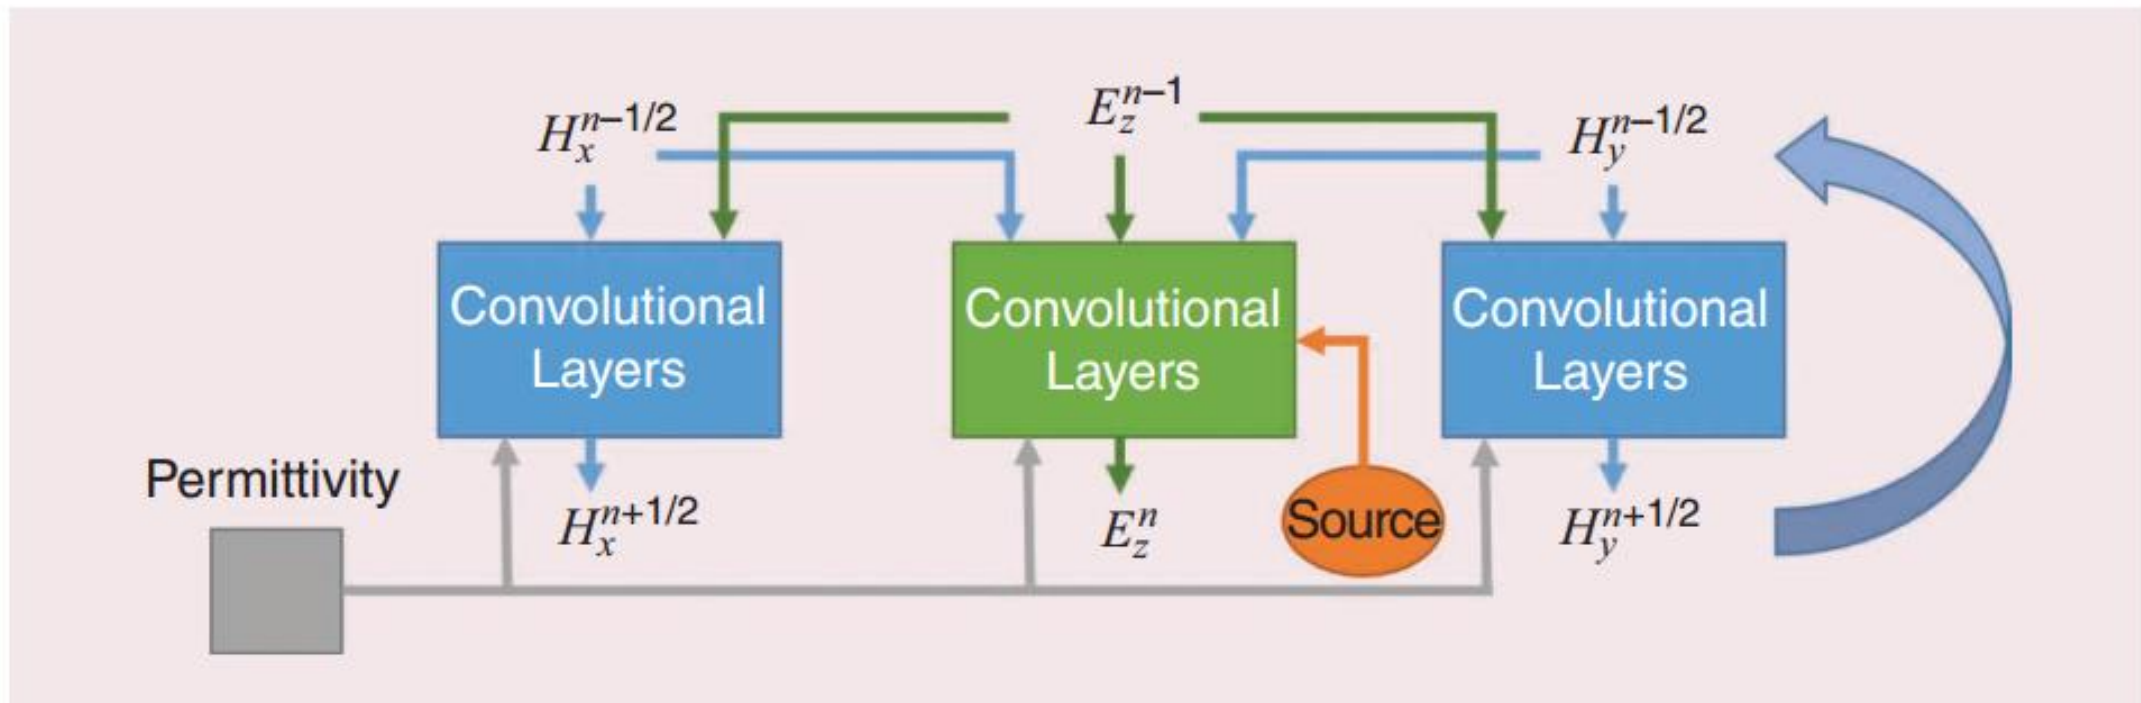 H_x^{n–1/2}
E_z^{n–1}
H_y^{n–1/2}
Convolutional
Layers
Convolutional
Layers
Convolutional
Layers
Permittivity
H_x^{n+1/2}
E_z^n
Source
H_y^{n+1/2}